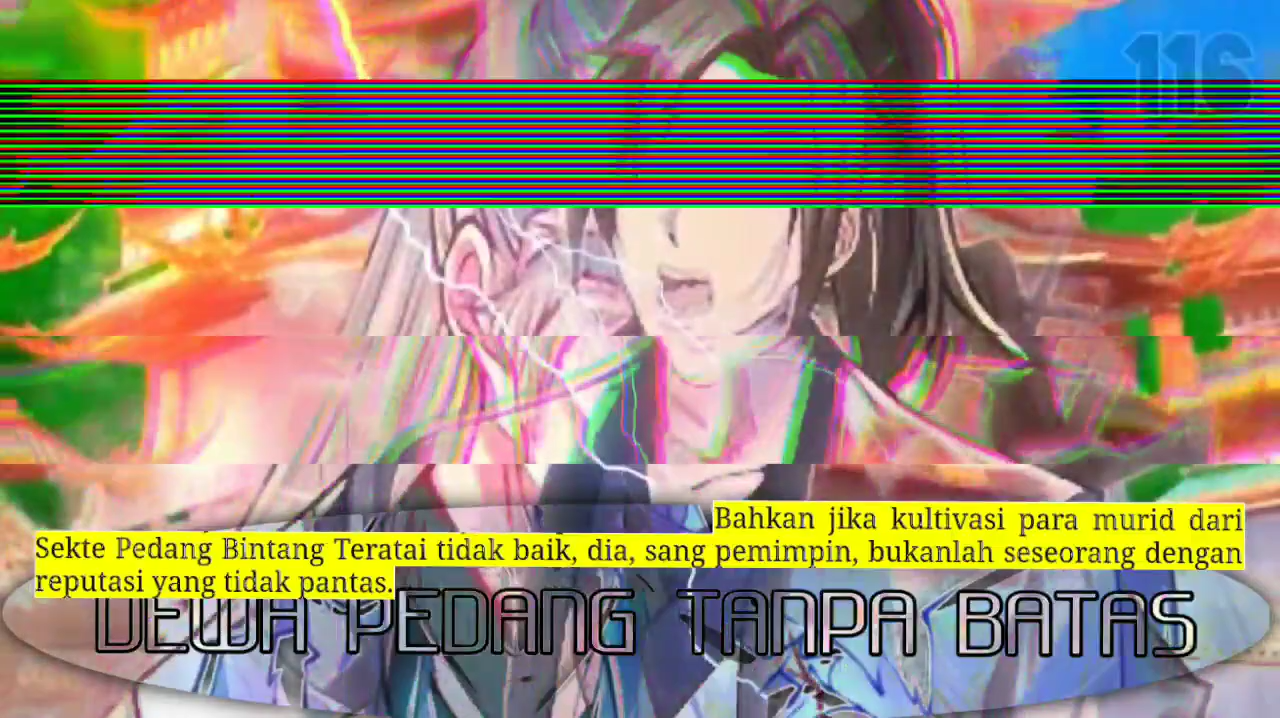 116
Bahkan jika kultivasi para murid dari
Sekte Pedang Bintang Teratai tidak baik, dia, sang pemimpin, bukanlah seseorang dengan
reputasi yang tidak pantas.
DEWA PEDANG TANPA BATAS